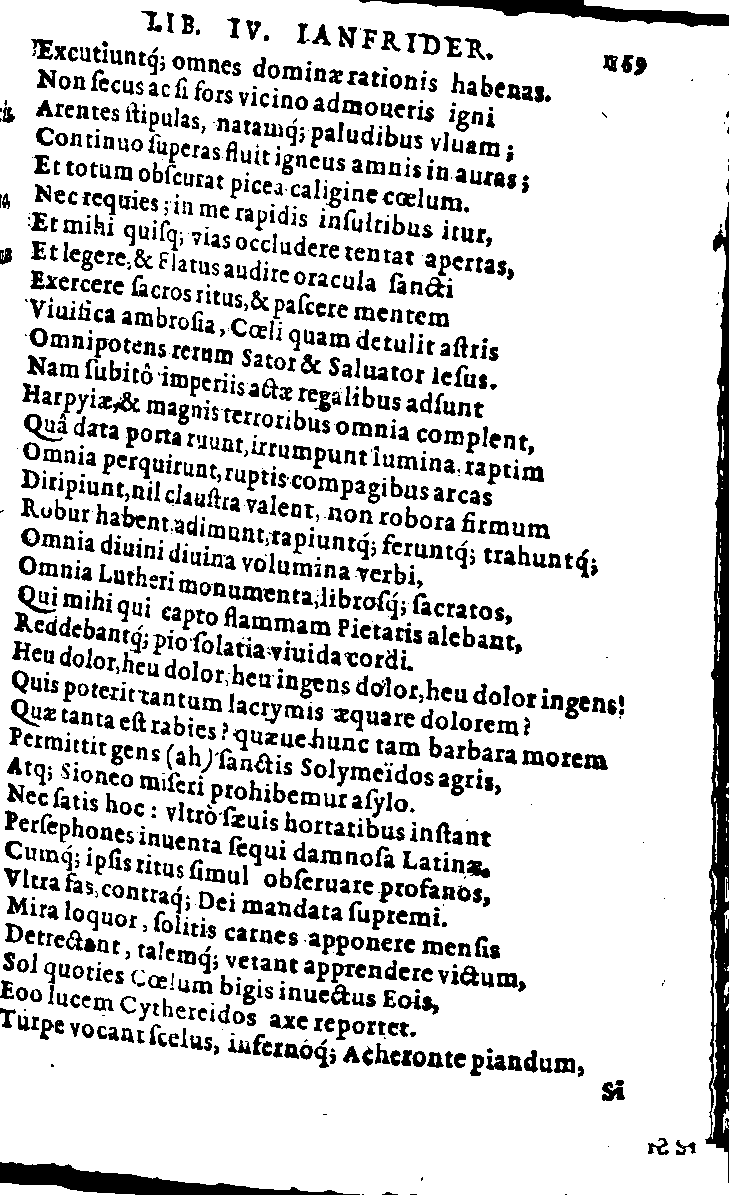 LIB. IV. IANFRIDER. 169
Excutiuntq́; omnes dominæ rationis habenas.
Non ſecus ac ſi fors vicino admoueris igni
Arentes ſtipulas, natamq́; paludibus vluam;
Continuo ſuperas fluit igneus amnis in auras;
Et totum obſcurat picea caligine cœlum.
Nec requies; in me rapidis inſultibus itur,
Et mihi quiſq; vias occludere tentat apertas,
Et legere, & Flatus audire oracula ſancti
Exercere ſacros ritus, & paſcere mentem
Viuifica ambroſia, Cœli quam detulit aſtris
Omnipotens rerum Sator & Saluator Ieſus.
Nam ſubitô imperiis actæ regalibus adſunt
Harpyiæ, & magnis terroribus omnia complent,
Quâ data porta ruunt, irrumpunt lumina, raptim
Omnia perquirunt, ruptis compagibus arcas
Diripiunt, nil clauſtra valent, non robora firmum
Robur habent, adimunt, rapiuntq́; feruntq́; trahuntq́;
Omnia diuini diuina volumina verbi,
Omnia Lutheri monumenta, libroſq́; ſacratos,
Qui mihi qui capto flammam Pietatis alebant,
Reddebantq́; pio ſolatia viuida cordi.
Heu dolor, heu dolor, heu ingens dolor, heu dolor ingens!
Quis poterit tantum lacrymis æquare dolorem?
Quæ tanta eſt rabies? quæue hunc tam barbara morem
Permittit gens (ah) ſanctis Solymeïdos agris,
Atq; Sioneo miſeri prohibemur aſylo.
Nec ſatis hoc: vltrò ſæuis hortatibus inſtant
Perſephones inuenta ſequi damnoſa Latinæ.
Cumq́; ipſis ritus ſimul obſeruare profanos,
Vltra fas, contraq́; Dei mandata ſupremi.
Mira loquor, ſolitis carnes apponere menſis
Detrectant, talemq́; vetant apprendere victum,
Sol quoties Cœlum bigis inuectus Eois,
Eoo lucem Cythereidos axe reportet.
Turpe vocant ſcelus, infernoq́; Acheronte piandum,
Si